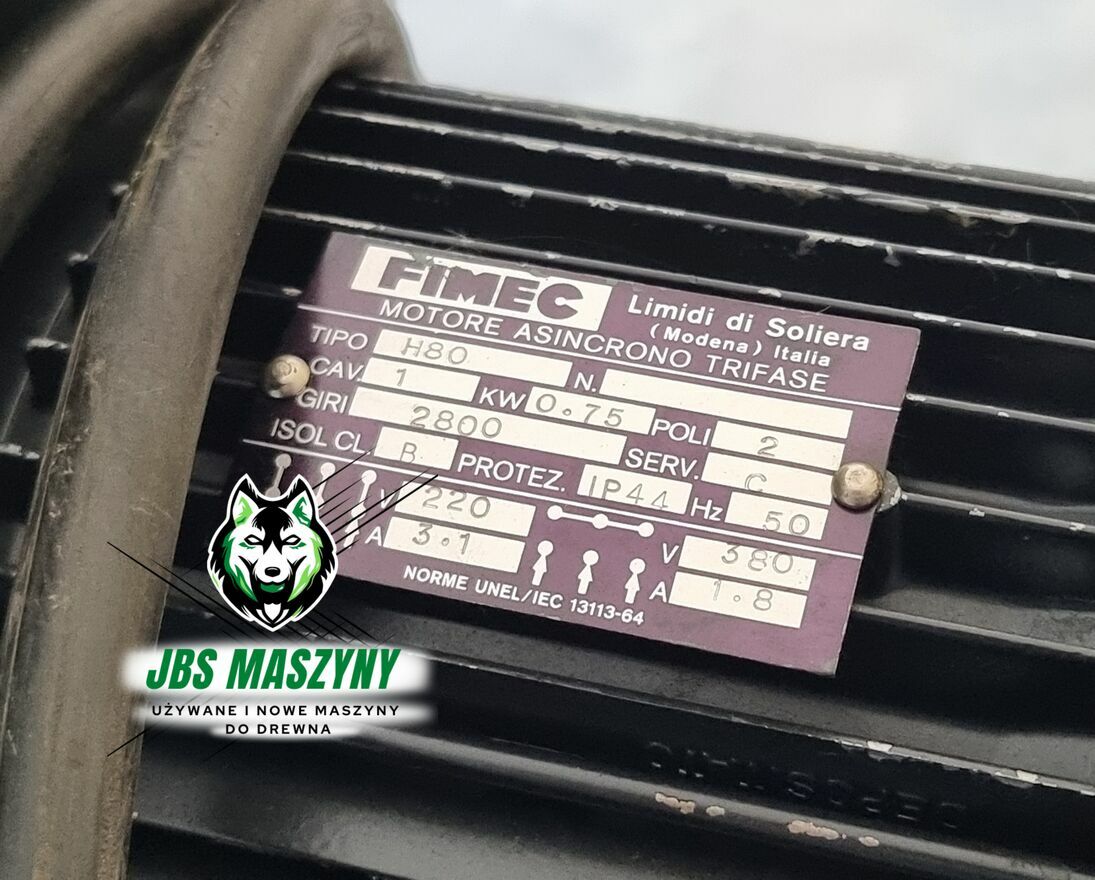 FIMEC
Limidi di Soliera
(Modena) Italia
MOTORE ASINCRONO TRIFASE
TIPO H80 N.
CAV. 1 KW 0.75 POLI 2
GIRI 2800 SERV. C
ISOL CL. B PROTEZ. IP44 Hz 50
V 220 V 380
A 3.1 A 1.8
NORME UNEL/IEC 13113-64
JBS MASZYNY
UŻYWANE I NOWE MASZYNY
DO DREWNA